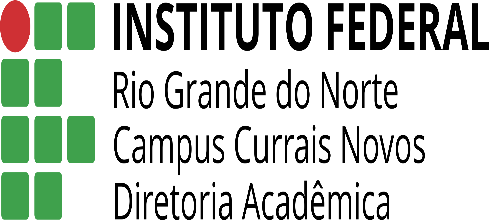 INSTITUTO FEDERAL
Rio Grande do Norte
Campus Currais Novos
Diretoria Acadêmica